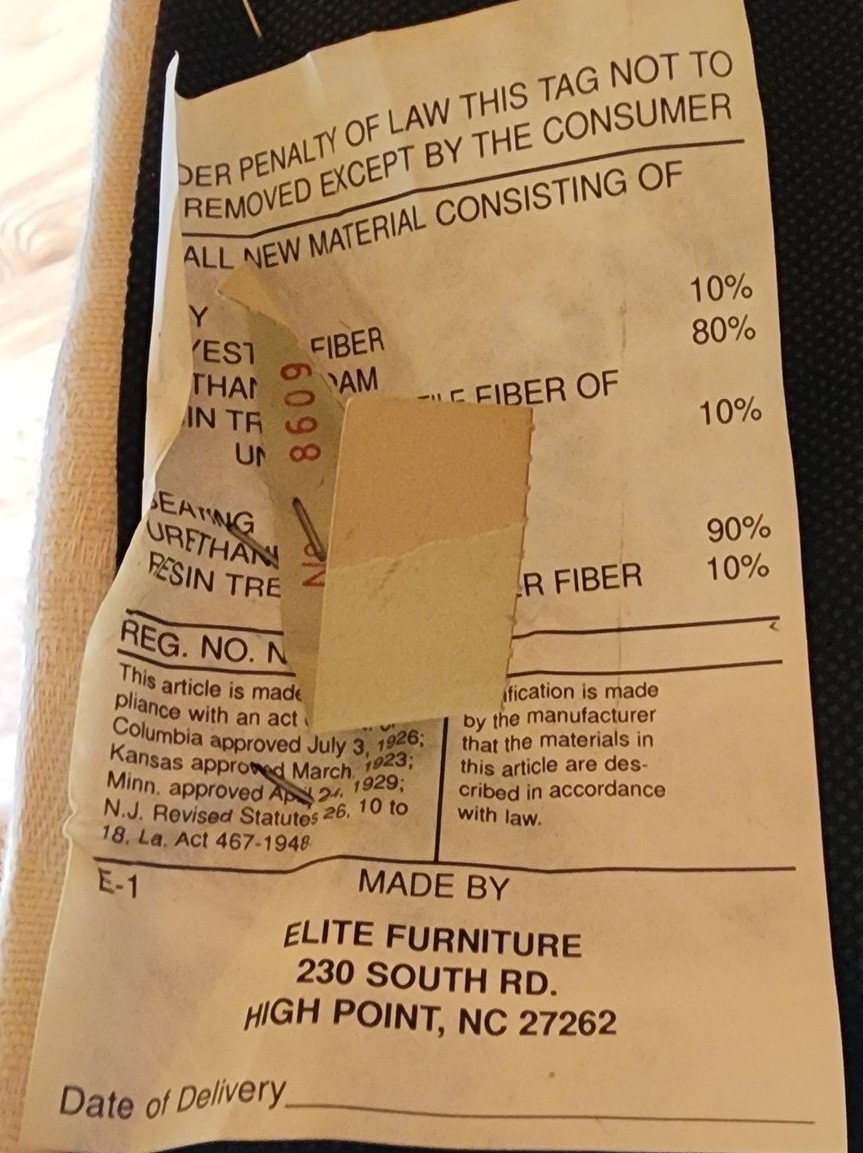 DER PENALTY OF LAW THIS TAG NOT TO
REMOVED EXCEPT BY THE CONSUMER
ALL NEW MATERIAL CONSISTING OF
10%
Y
YEST FIBER 80%
THAN OAM
IN TR FIBER OF
UR 10%
SEATING
URETHAN 90%
RESIN TRE ER FIBER 10%
No 8609
REG. NO. N
This article is made
pliance with an act
Columbia approved July 3, 1926;
Kansas approved March, 1923;
Minn. approved April 24, 1929;
N.J. Revised Statutes 26, 10 to
18, La. Act 467-1948
ification is made
by the manufacturer
that the materials in
this article are des-
cribed in accordance
with law.
E-1
MADE BY
ELITE FURNITURE
230 SOUTH RD.
HIGH POINT, NC 27262
Date of Delivery